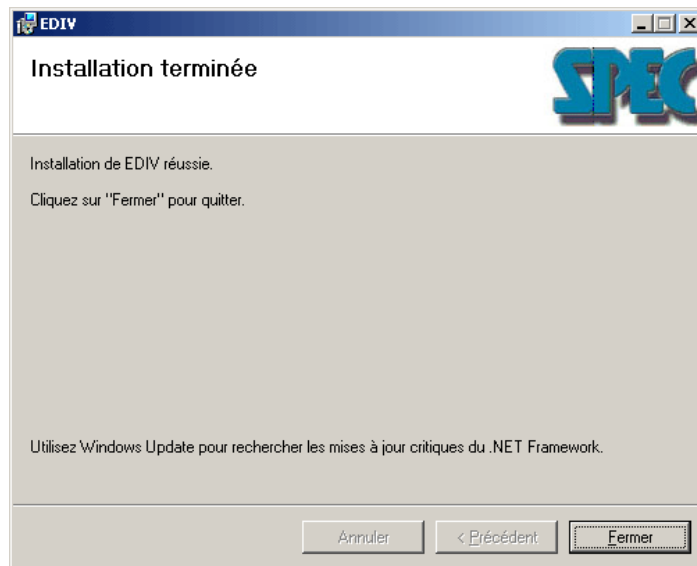 EDIV
Installation terminée
SPEC
Installation de EDIV réussie.
Cliquez sur "Fermer" pour quitter.
Utilisez Windows Update pour rechercher les mises à jour critiques du .NET Framework.
Annuler
< Précédent
Fermer